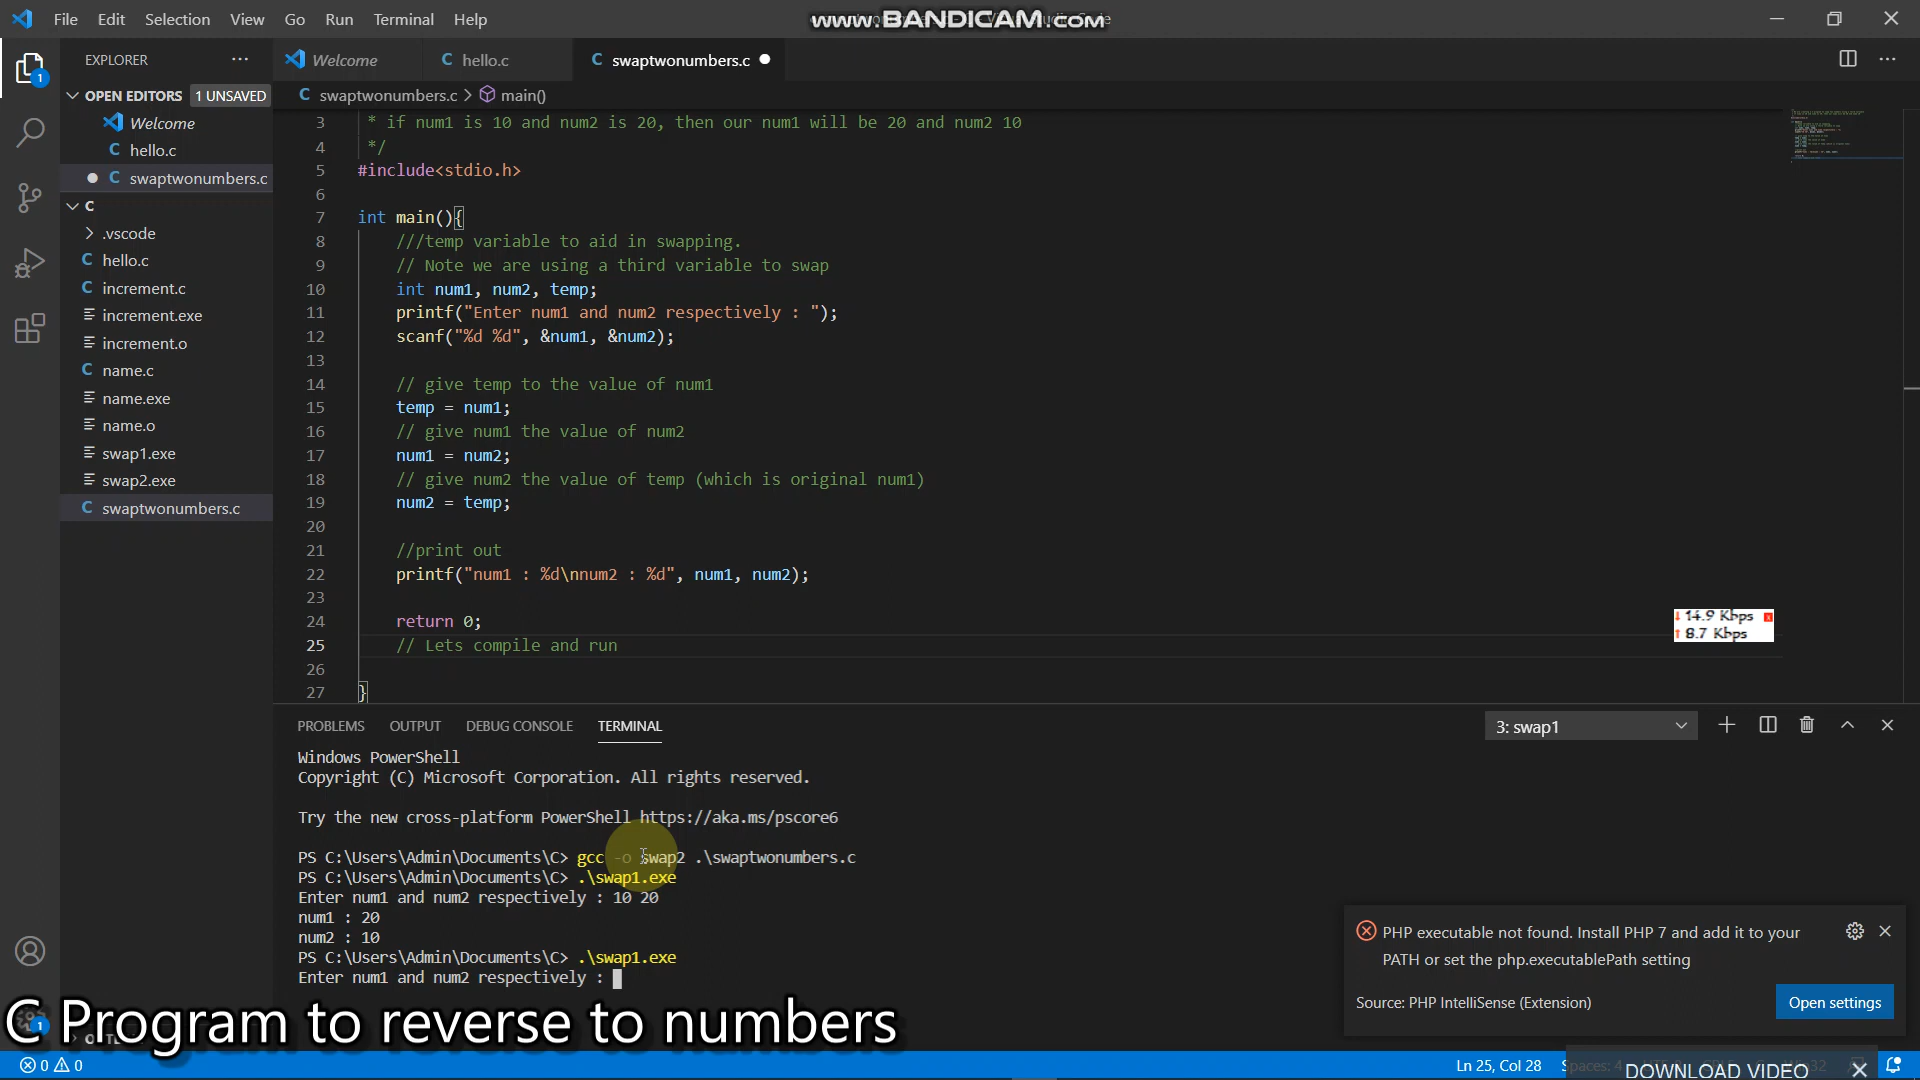 File Edit Selection View Go Run Terminal Help
www.BANDICAM.com
EXPLORER
Welcome
hello.c
swaptwonumbers.c
OPEN EDITORS 1 UNSAVED
Welcome
hello.c
swaptwonumbers.c
C
.vscode
hello.c
increment.c
increment.exe
increment.o
name.c
name.exe
name.o
swap1.exe
swap2.exe
swaptwonumbers.c
swaptwonumbers.c > main()
3 * if num1 is 10 and num2 is 20, then our num1 will be 20 and num2 10
4 */
5 #include<stdio.h>
6
7 int main(){
8 ///temp variable to aid in swapping.
9 // Note we are using a third variable to swap
10 int num1, num2, temp;
11 printf("Enter num1 and num2 respectively : ");
12 scanf("%d %d", &num1, &num2);
13
14 // give temp to the value of num1
15 temp = num1;
16 // give num1 the value of num2
17 num1 = num2;
18 // give num2 the value of temp (which is original num1)
19 num2 = temp;
20
21 //print out
22 printf("num1 : %d\nnum2 : %d", num1, num2);
23
24 return 0;
25 // Lets compile and run
26
27 }
14.9 Kbps
8.7 Kbps
PROBLEMS OUTPUT DEBUG CONSOLE TERMINAL
3: swap1
Windows PowerShell
Copyright (C) Microsoft Corporation. All rights reserved.
Try the new cross-platform PowerShell https://aka.ms/pscore6
PS C:\Users\Admin\Documents\C> gcc -o swap2 .\swaptwonumbers.c
PS C:\Users\Admin\Documents\C> .\swap1.exe
Enter num1 and num2 respectively : 10 20
num1 : 20
num2 : 10
PS C:\Users\Admin\Documents\C> .\swap1.exe
Enter num1 and num2 respectively :
PHP executable not found. Install PHP 7 and add it to your
PATH or set the php.executablePath setting
Source: PHP IntelliSense (Extension)
Open settings
C Program to reverse to numbers
0 0
Ln 25, Col 28
DOWNLOAD VIDEO